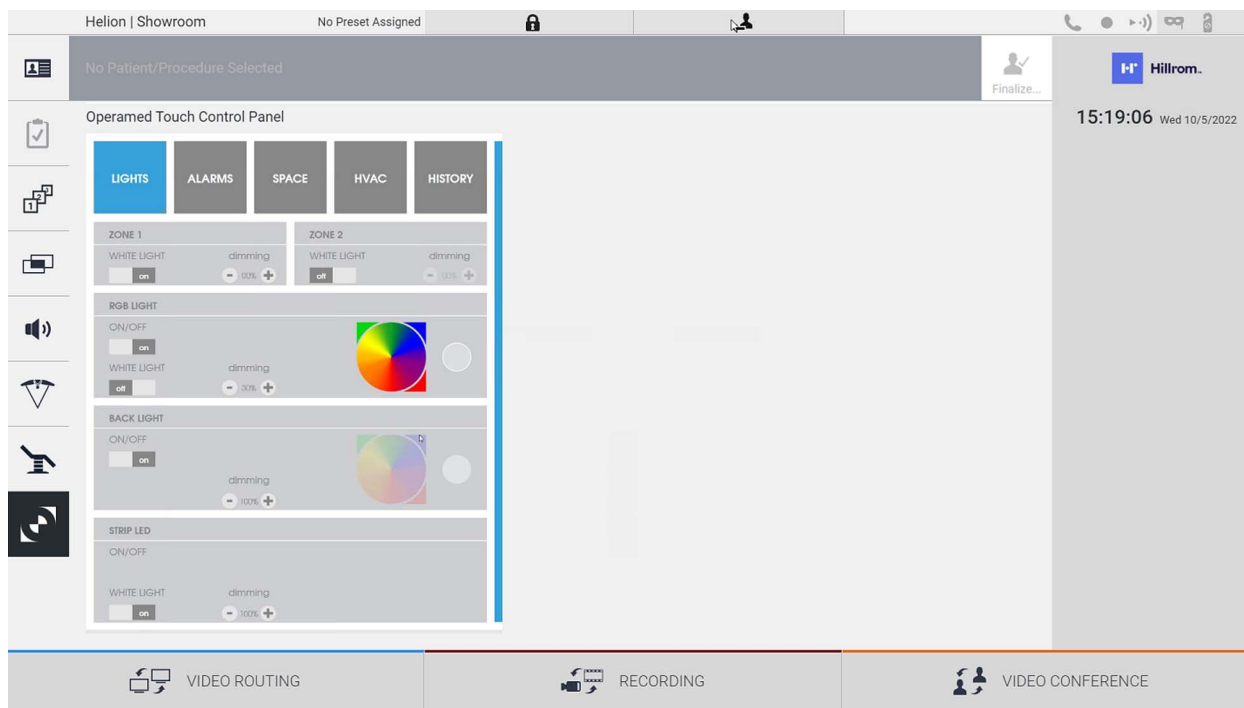 Helion | Showroom
No Preset Assigned
Hillrom
No Patient/Procedure Selected
Finalize...
15:19:06 Wed 10/5/2022
Operamed Touch Control Panel
LIGHTS ALARMS SPACE HVAC HISTORY
ZONE 1 ZONE 2
WHITE LIGHT dimming WHITE LIGHT dimming
on off
RGB LIGHT
ON/OFF
on
WHITE LIGHT dimming
off 30%
BACK LIGHT
ON/OFF
on
dimming
100%
STRIP LED
ON/OFF
WHITE LIGHT dimming
on 100%
VIDEO ROUTING RECORDING VIDEO CONFERENCE